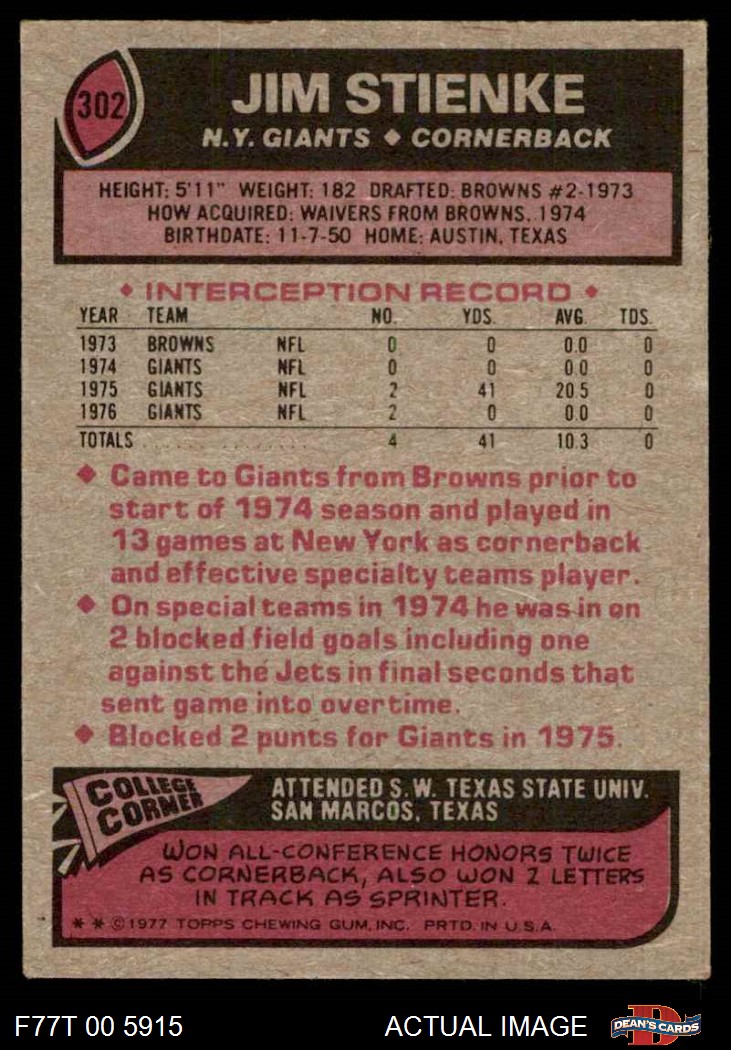 302
JIM STIENKE
N.Y. GIANTS ♦ CORNERBACK
HEIGHT: 5'11" WEIGHT: 182 DRAFTED: BROWNS #2-1973
HOW ACQUIRED: WAIVERS FROM BROWNS, 1974
BIRTHDATE: 11-7-50 HOME: AUSTIN, TEXAS
♦ INTERCEPTION RECORD ♦
YEAR TEAM NO. YDS. AVG. TDS.
1973 BROWNS NFL 0 0 0.0 0
1974 GIANTS NFL 0 0 0.0 0
1975 GIANTS NFL 2 41 20.5 0
1976 GIANTS NFL 2 0 0.0 0
TOTALS 4 41 10.3 0
♦ Came to Giants from Browns prior to
start of 1974 season and played in
13 games at New York as cornerback
and effective specialty teams player.
♦ On special teams in 1974 he was in on
2 blocked field goals including one
against the Jets in final seconds that
sent game into overtime.
♦ Blocked 2 punts for Giants in 1975.
COLLEGE
CORNER
ATTENDED S.W. TEXAS STATE UNIV.
SAN MARCOS, TEXAS
WON ALL-CONFERENCE HONORS TWICE
AS CORNERBACK, ALSO WON 2 LETTERS
IN TRACK AS SPRINTER.
* * ©1977 TOPPS CHEWING GUM, INC. PRTD. IN U.S.A.
F77T 00 5915 ACTUAL IMAGE
D
DEAN'S CARDS